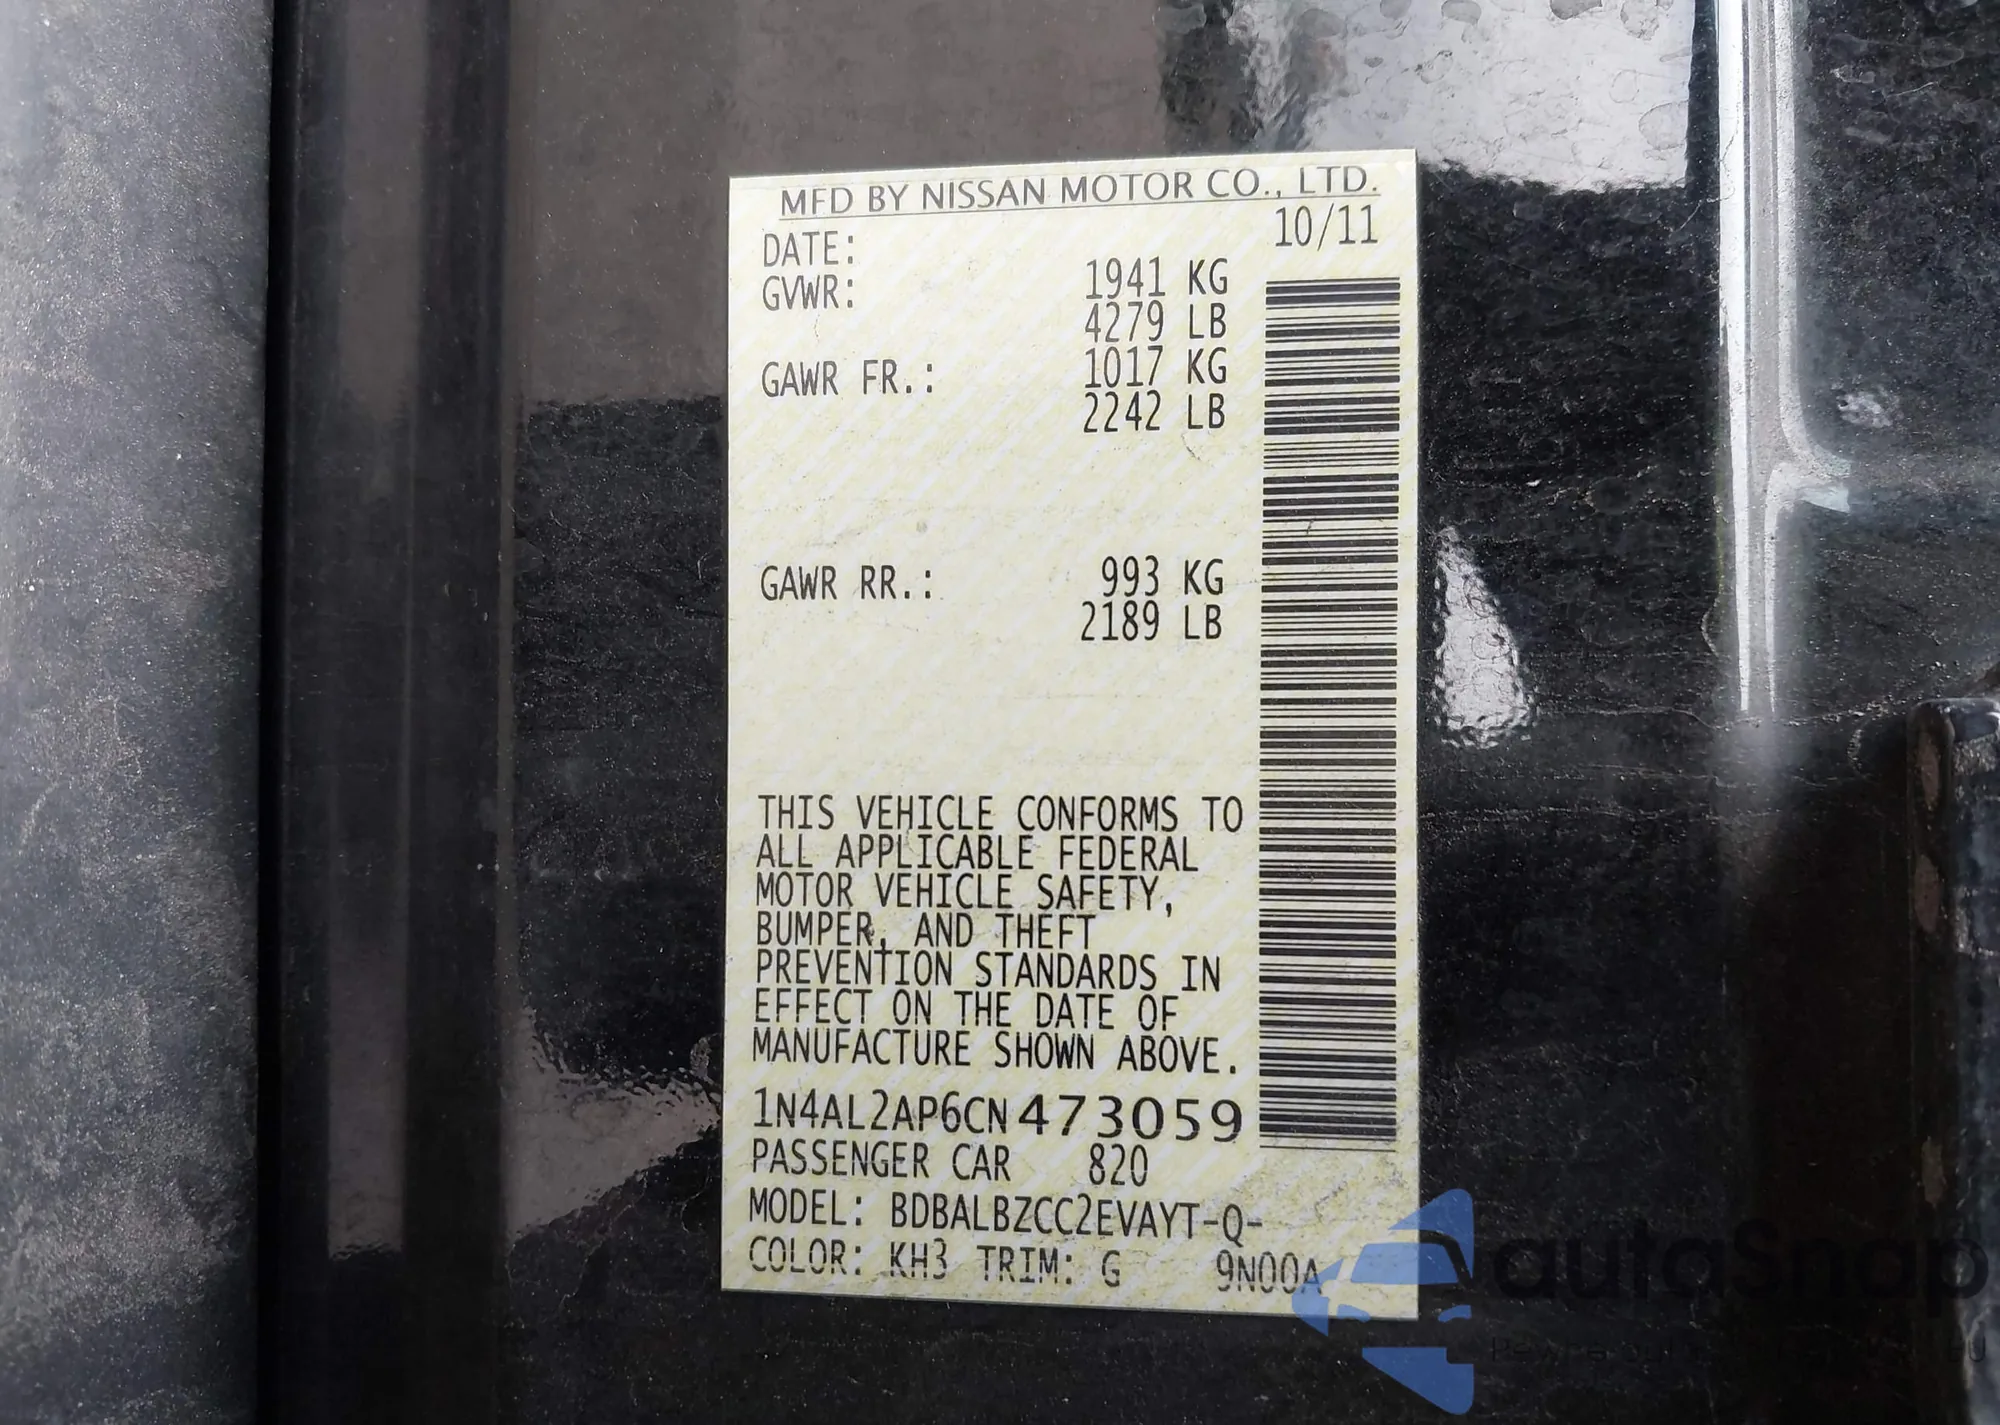 MFD BY NISSAN MOTOR CO., LTD.
DATE: 10/11
GVWR: 1941 KG
4279 LB
GAWR FR.: 1017 KG
2242 LB
GAWR RR.: 993 KG
2189 LB
THIS VEHICLE CONFORMS TO
ALL APPLICABLE FEDERAL
MOTOR VEHICLE SAFETY,
BUMPER, AND THEFT
PREVENTION STANDARDS IN
EFFECT ON THE DATE OF
MANUFACTURE SHOWN ABOVE.
1N4AL2AP6CN473059
PASSENGER CAR 820
MODEL: BDBALBZCC2EVAYT-Q-
COLOR: KH3 TRIM: G 9N00A
autoSnap